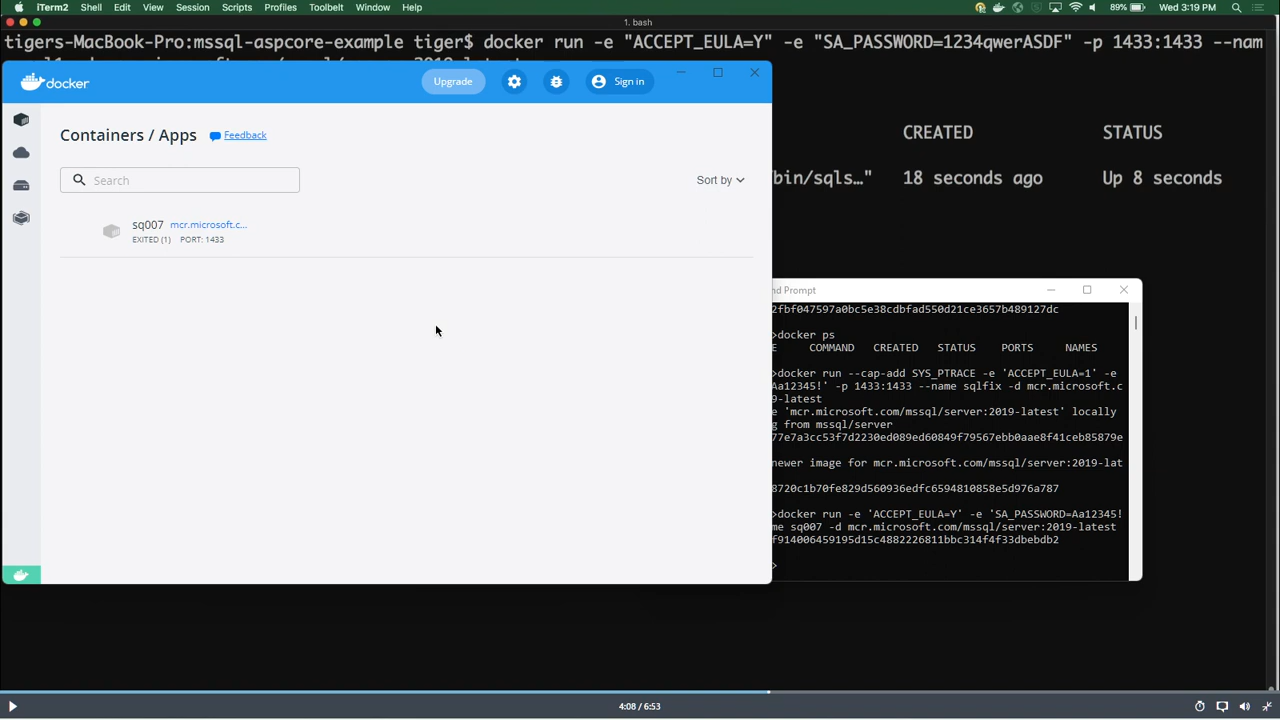 iTerm2 Shell Edit View Session Scripts Profiles Toolbelt Window Help 89% Wed 3:19 PM
1. bash
tigers-MacBook-Pro:mssql-aspcore-example tiger$ docker run -e "ACCEPT_EULA=Y" -e "SA_PASSWORD=1234qwerASDF" -p 1433:1433 --nam
docker Upgrade Sign in
Containers / Apps Feedback
CREATED STATUS
Search Sort by
bin/sqls…" 18 seconds ago Up 8 seconds
sq007 mcr.microsoft.c...
EXITED (1) PORT: 1433
nd Prompt
2fbf047597a0bc5e38cdbfad550d21ce3657b489127dc
>docker ps
E COMMAND CREATED STATUS PORTS NAMES
>docker run --cap-add SYS_PTRACE -e 'ACCEPT_EULA=1' -e
Aa12345!' -p 1433:1433 --name sqlfix -d mcr.microsoft.c
9-latest
e 'mcr.microsoft.com/mssql/server:2019-latest' locally
g from mssql/server
77e7a3cc53f7d2230ed089ed60849f79567ebb0aae8f41ceb85879e
newer image for mcr.microsoft.com/mssql/server:2019-lat
8720c1b70fe829d560936edfc6594810858e5d976a787
>docker run -e 'ACCEPT_EULA=Y' -e 'SA_PASSWORD=Aa12345!
me sq007 -d mcr.microsoft.com/mssql/server:2019-latest
f914006459195d15c4882226811bbc314f4f33dbebdb2
>
4:08 / 6:53